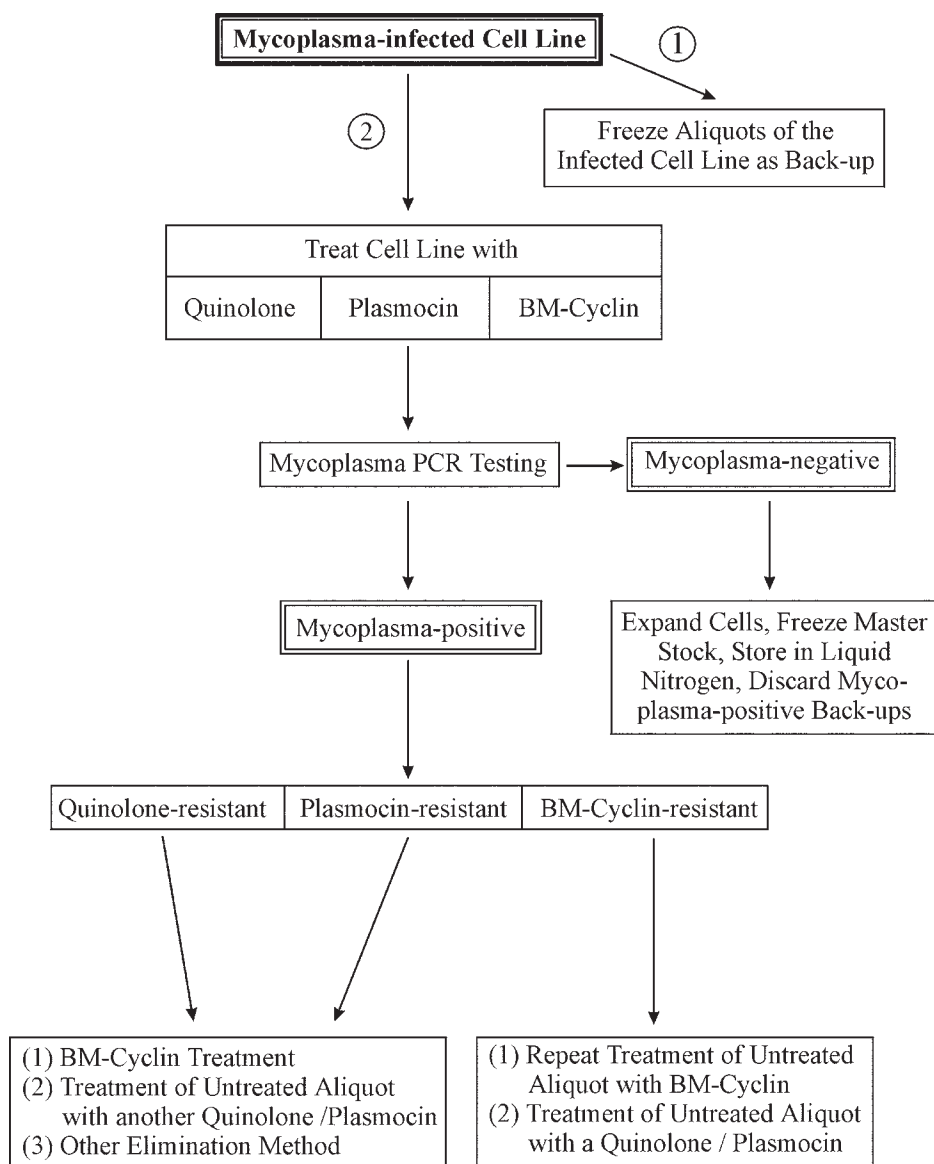 Mycoplasma-infected Cell Line
①
Freeze Aliquots of the
Infected Cell Line as Back-up
②
Treat Cell Line with
Quinolone
Plasmocin
BM-Cyclin
Mycoplasma PCR Testing
Mycoplasma-negative
Mycoplasma-positive
Expand Cells, Freeze Master
Stock, Store in Liquid
Nitrogen, Discard Myco-
plasma-positive Back-ups
Quinolone-resistant
Plasmocin-resistant
BM-Cyclin-resistant
(1) BM-Cyclin Treatment
(2) Treatment of Untreated Aliquot
with another Quinolone /Plasmocin
(3) Other Elimination Method
(1) Repeat Treatment of Untreated
Aliquot with BM-Cyclin
(2) Treatment of Untreated Aliquot
with a Quinolone / Plasmocin